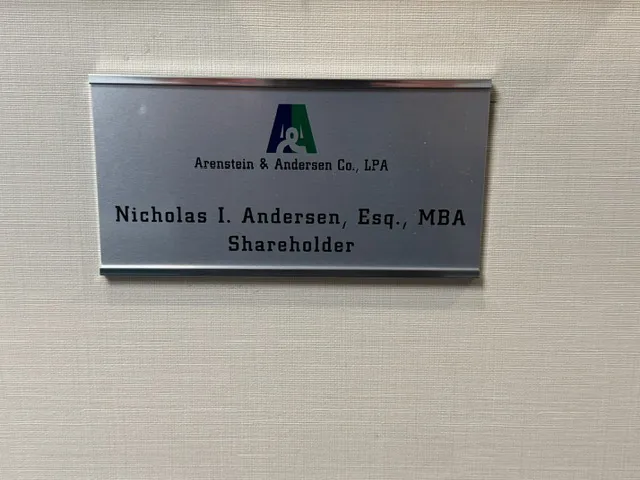 A&
Arenstein & Andersen Co., LPA
Nicholas I. Andersen, Esq., MBA
Shareholder